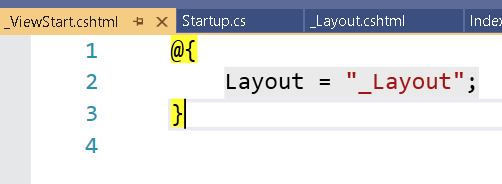 _ViewStart.cshtml Startup.cs _Layout.cshtml Index
1 @{
2 Layout = "_Layout";
3 }
4